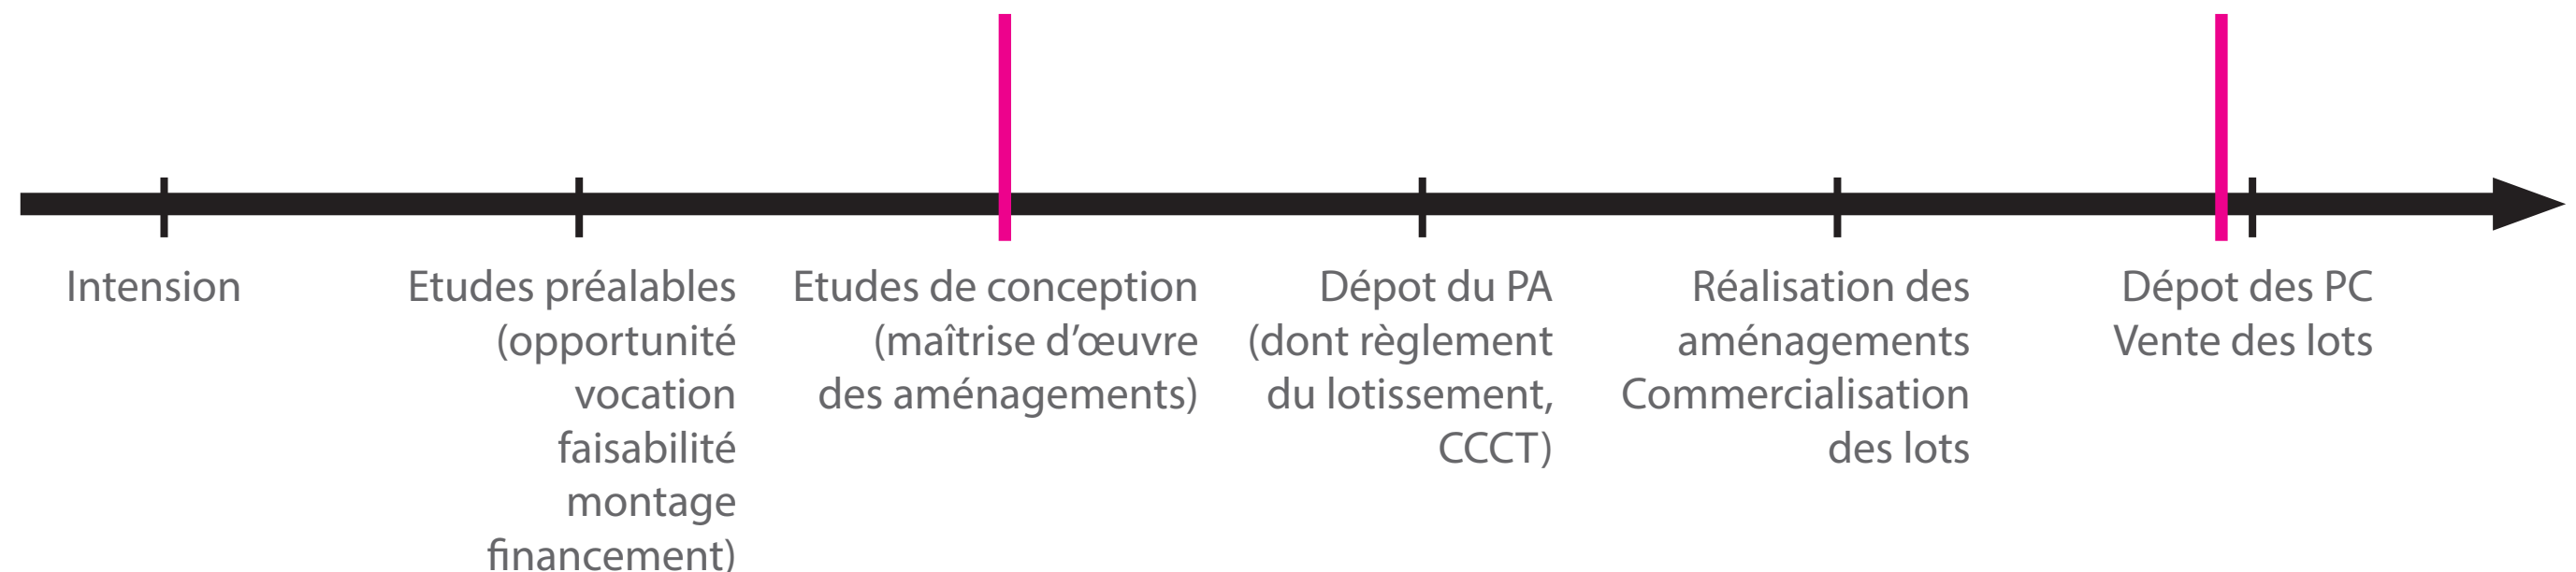 Intension
Etudes préalables
(opportunité
vocation
faisabilité
montage
financement)
Etudes de conception
(maîtrise d’œuvre
des aménagements)
Dépot du PA
(dont règlement
du lotissement,
CCCT)
Réalisation des
aménagements
Commercialisation
des lots
Dépot des PC
Vente des lots